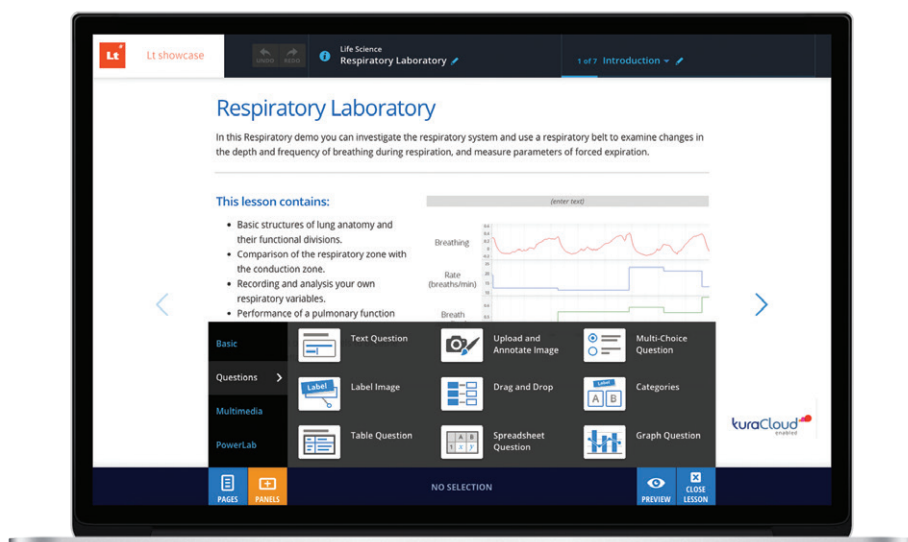 Lt
Lt showcase
UNDO
REDO
Life Science
Respiratory Laboratory
1 of 7 Introduction
Respiratory Laboratory
In this Respiratory demo you can investigate the respiratory system and use a respiratory belt to examine changes in
the depth and frequency of breathing during respiration, and measure parameters of forced expiration.
This lesson contains:
• Basic structures of lung anatomy and
their functional divisions.
• Comparison of the respiratory zone with
the conduction zone.
• Recording and analysis your own
respiratory variables.
• Performance of a pulmonary function
(enter text)
Breathing
Rate
(breaths/min)
Breath
Basic
Questions
Multimedia
PowerLab
Text Question
Upload and
Annotate Image
Multi-Choice
Question
Label
Label Image
Drag and Drop
Label
A B
Categories
Table Question
A B
1 x y
Spreadsheet
Question
Graph Question
kuraCloud
enabled
PAGES
PANELS
NO SELECTION
PREVIEW
CLOSE
LESSON